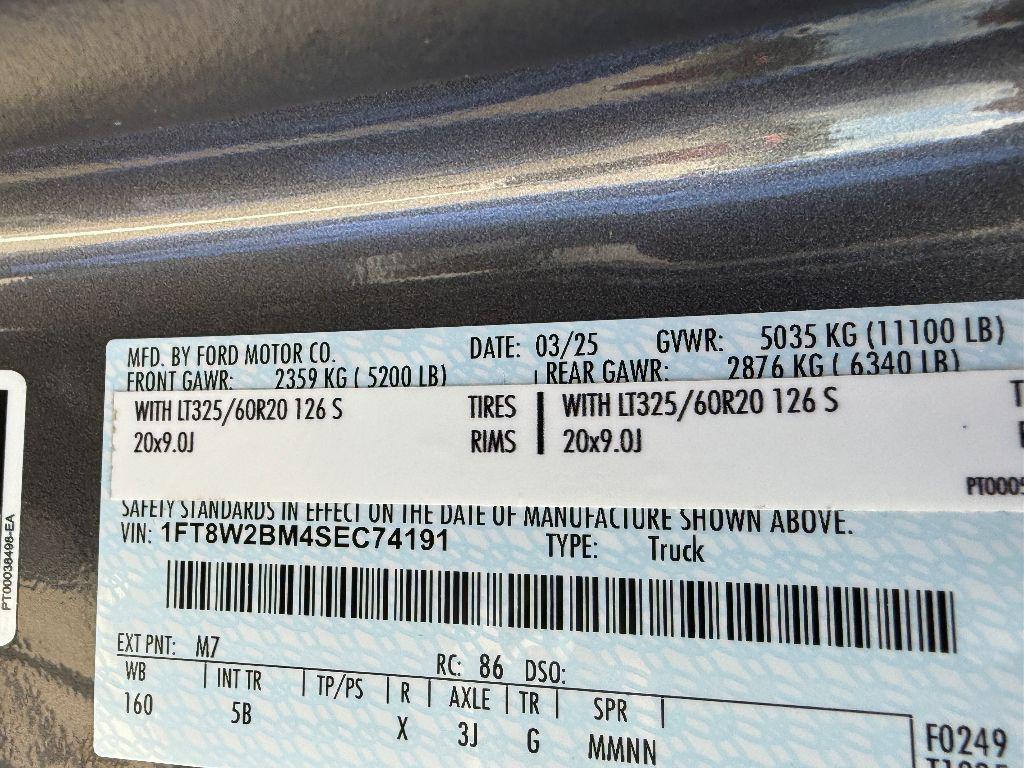 MFD. BY FORD MOTOR CO. DATE: 03/25 GVWR: 5035 KG (11100 LB)
FRONT GAWR: 2359 KG ( 5200 LB) REAR GAWR: 2876 KG ( 6340 LB)
WITH LT325/60R20 126 S TIRES WITH LT325/60R20 126 S
20x9.0J RIMS 20x9.0J
SAFETY STANDARDS IN EFFECT ON THE DATE OF MANUFACTURE SHOWN ABOVE.
VIN: 1FT8W2BM4SEC74191 TYPE: Truck
EXT PNT: M7 RC: 86 DSO:
WB INT TR TP/PS R AXLE TR SPR
160 5B X 3J G MMNN
F0249
PT00038498-EA